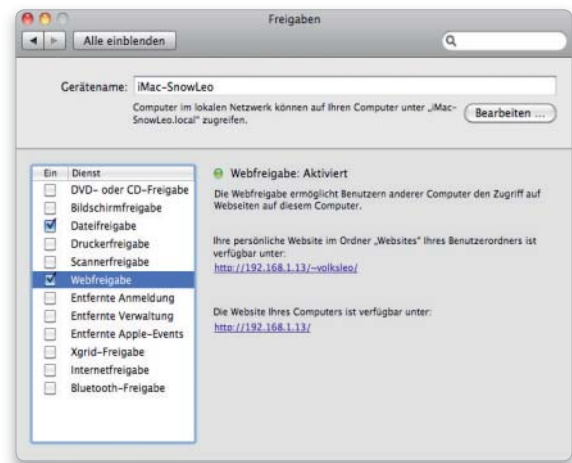 Freigaben
Alle einblenden
Gerätename: iMac-SnowLeo
Computer im lokalen Netzwerk können auf Ihren Computer unter „iMac-
SnowLeo.local" zugreifen.
Bearbeiten ...
Ein Dienst
DVD- oder CD-Freigabe
Bildschirmfreigabe
Dateifreigabe
Druckerfreigabe
Scannerfreigabe
Webfreigabe
Entfernte Anmeldung
Entfernte Verwaltung
Entfernte Apple-Events
Xgrid-Freigabe
Internetfreigabe
Bluetooth-Freigabe
Webfreigabe: Aktiviert
Die Webfreigabe ermöglicht Benutzern anderer Computer den Zugriff auf
Webseiten auf diesem Computer.
Ihre persönliche Website im Ordner „Websites" Ihres Benutzerordners ist
verfügbar unter:
http://192.168.1.13/~volksleo/
Die Website Ihres Computers ist verfügbar unter:
http://192.168.1.13/